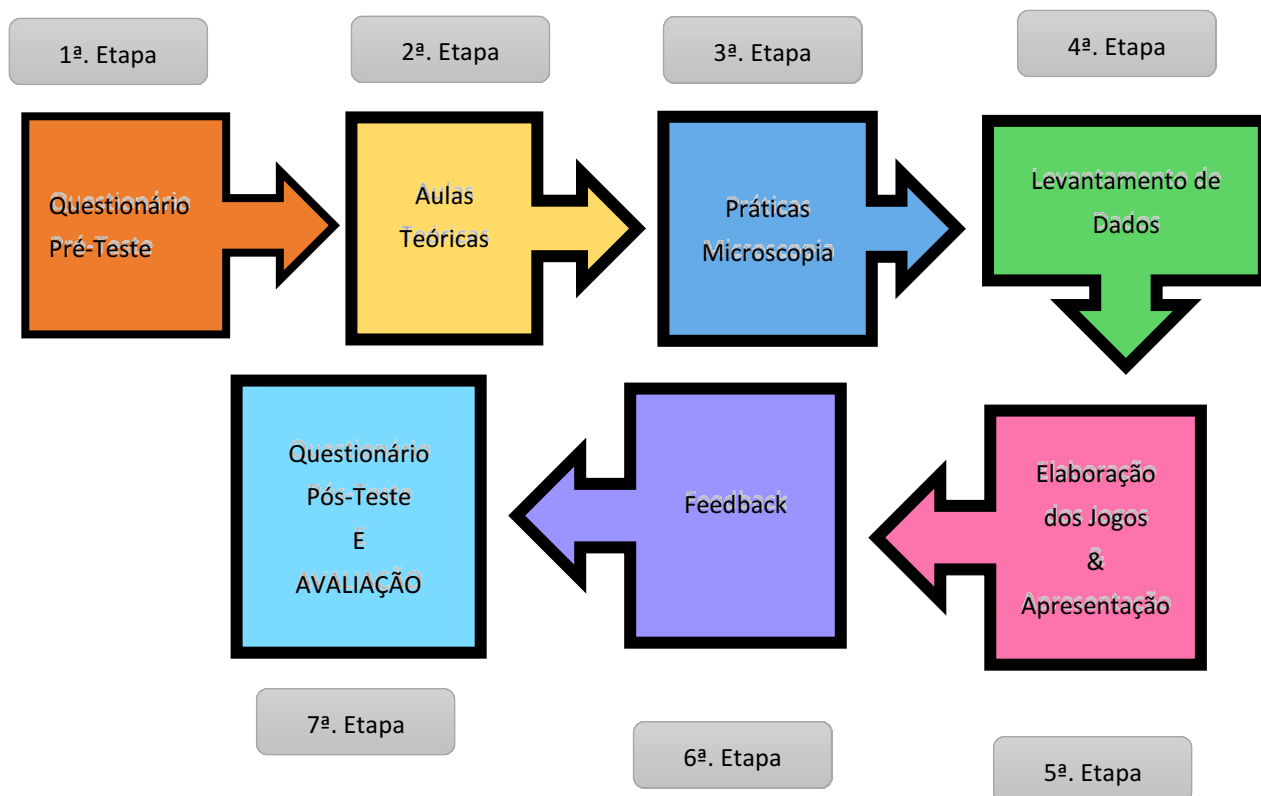 1ª. Etapa
2ª. Etapa
3ª. Etapa
4ª. Etapa
Questionário
Pré-Teste
Aulas
Teóricas
Práticas
Microscopia
Levantamento de
Dados
Elaboração
dos Jogos
&
Apresentação
Feedback
Questionário
Pós-Teste
E
AVALIAÇÃO
5ª. Etapa
6ª. Etapa
7ª. Etapa